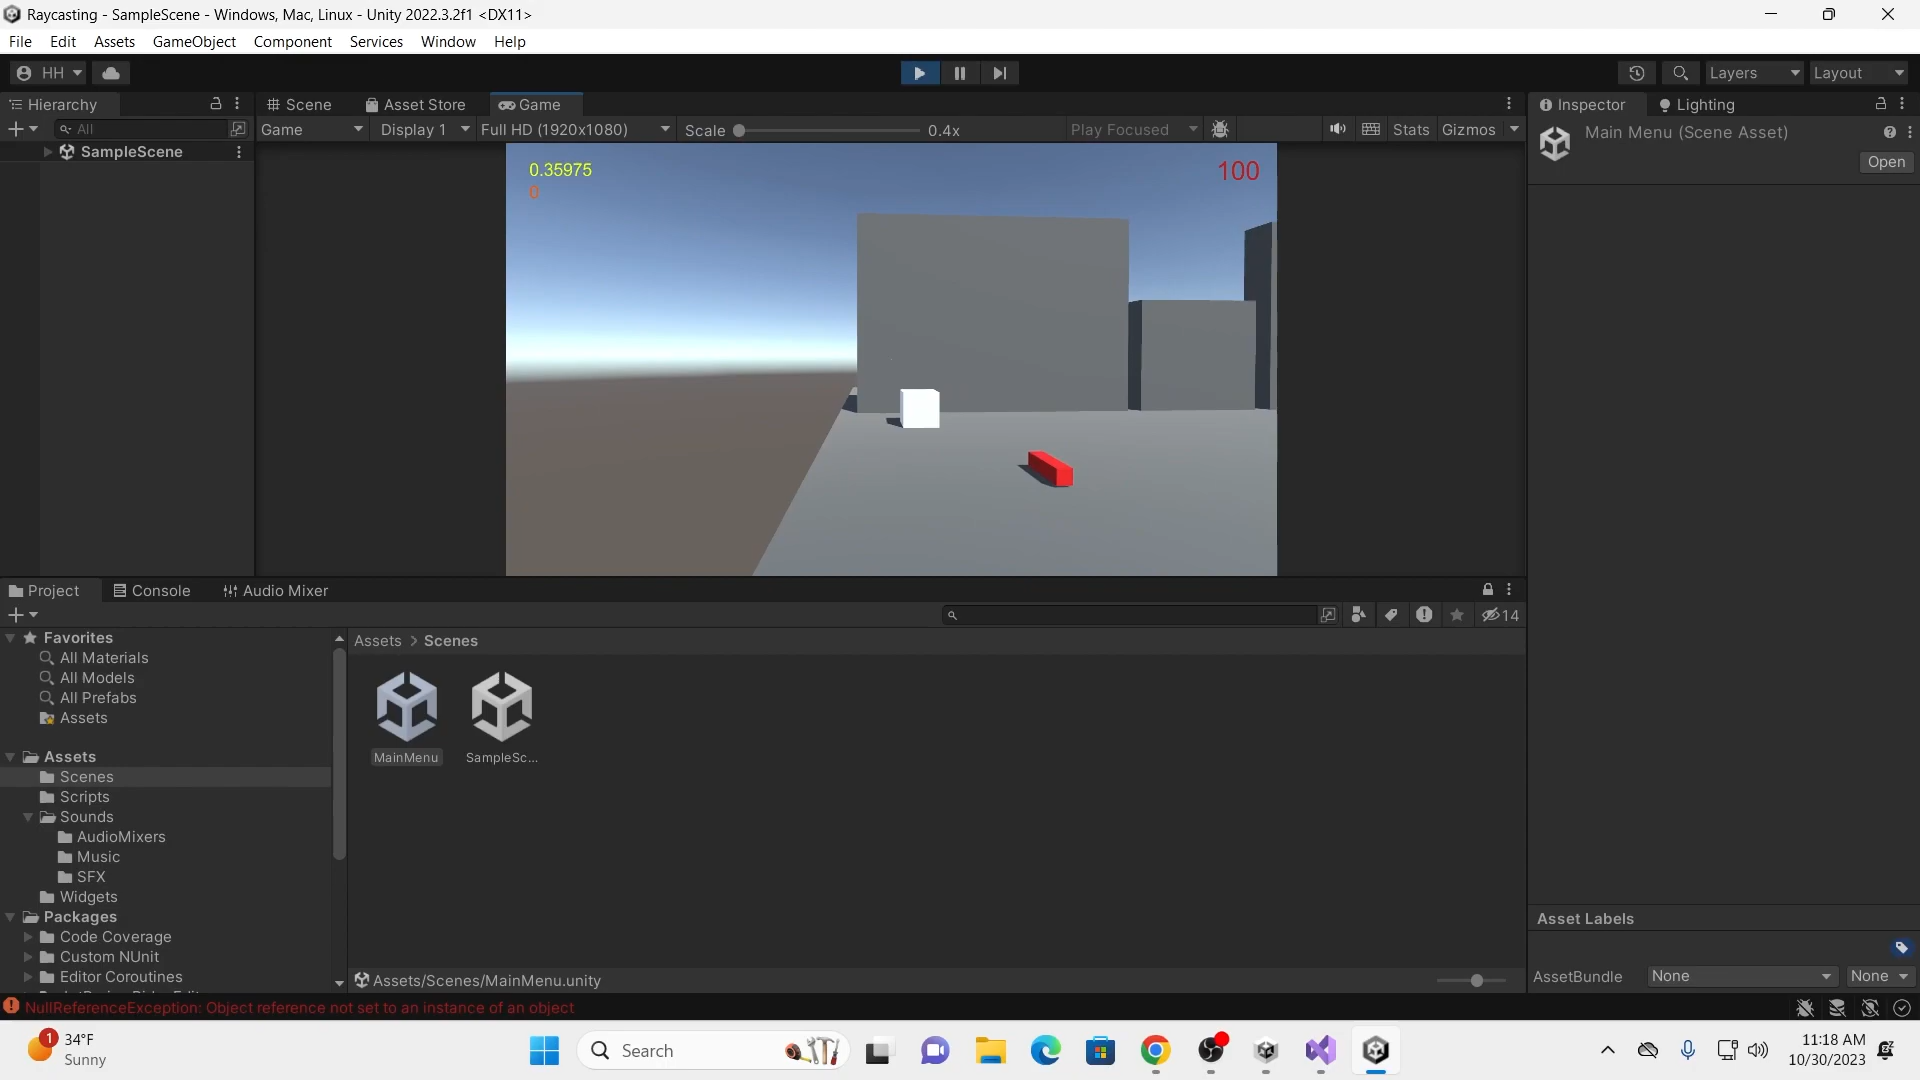 Raycasting - SampleScene - Windows, Mac, Linux - Unity 2022.3.2f1 <DX11>
File Edit Assets GameObject Component Services Window Help
HH
Layers Layout
Hierarchy Scene Asset Store Game Inspector Lighting
All Game Display 1 Full HD (1920x1080) Scale 0.4x Play Focused Stats Gizmos
Main Menu (Scene Asset)
SampleScene
Open
0.35975
0
100
Project Console Audio Mixer
14
Favorites
Assets > Scenes
All Materials
All Models
All Prefabs
Assets
MainMenu SampleSc...
Assets
Scenes
Scripts
Sounds
AudioMixers
Music
SFX
Widgets
Packages
Asset Labels
Code Coverage
Custom NUnit
Editor Coroutines
Assets/Scenes/MainMenu.unity
AssetBundle None None
NullReferenceException: Object reference not set to an instance of an object
1
34°F
Sunny
Search
11:18 AM
10/30/2023